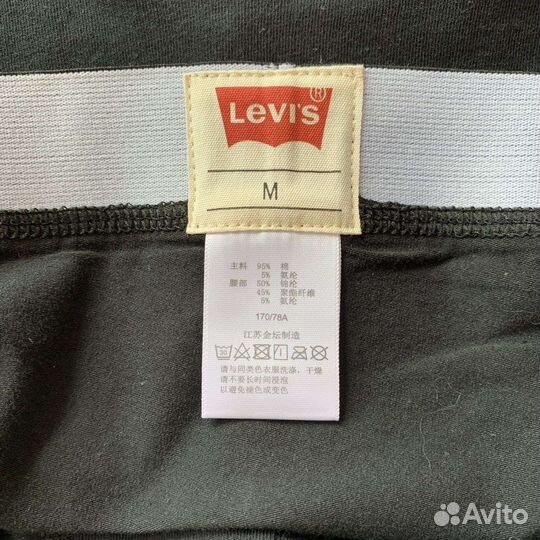 Levi's ®
M
主料 95% 棉
5% 氨纶
腰部 50% 锦纶
45% 聚酯纤维
5% 氨纶
170/78A
江苏金坛制造
30
请与同类色衣服洗涤、干燥
请不要长时间浸泡
以避免褪色或变色
Avito